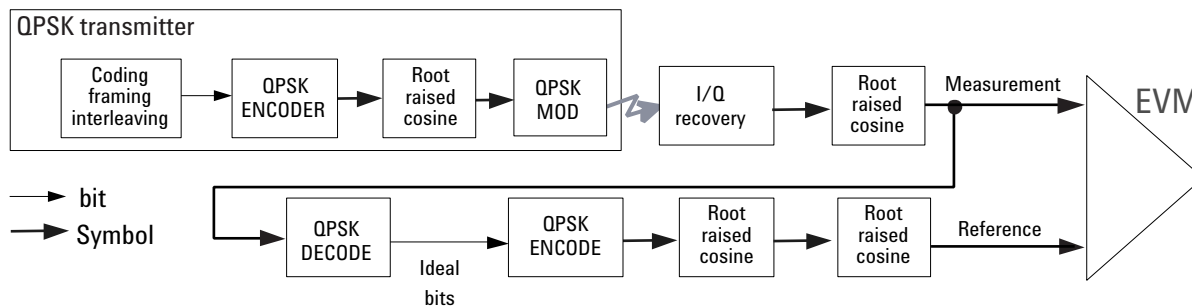 QPSK transmitter
Coding
framing
interleaving
QPSK
ENCODER
Root
raised
cosine
QPSK
MOD
I/Q
recovery
Root
raised
cosine
Measurement
EVM
bit
Symbol
QPSK
DECODE
Ideal
bits
QPSK
ENCODE
Root
raised
cosine
Root
raised
cosine
Reference